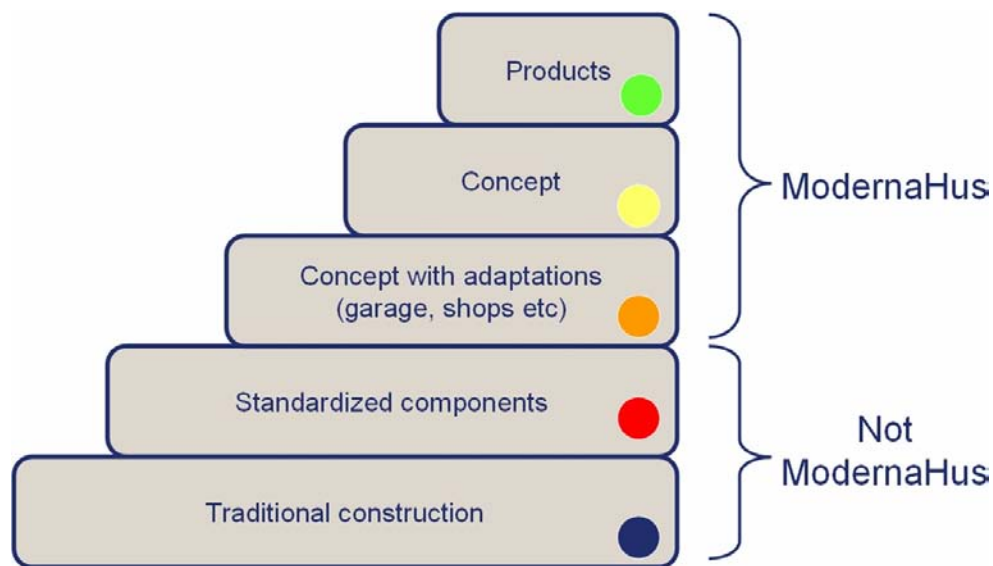 Products
Concept
ModernaHus
Concept with adaptations
(garage, shops etc)
Standardized components
Not
ModernaHus
Traditional construction